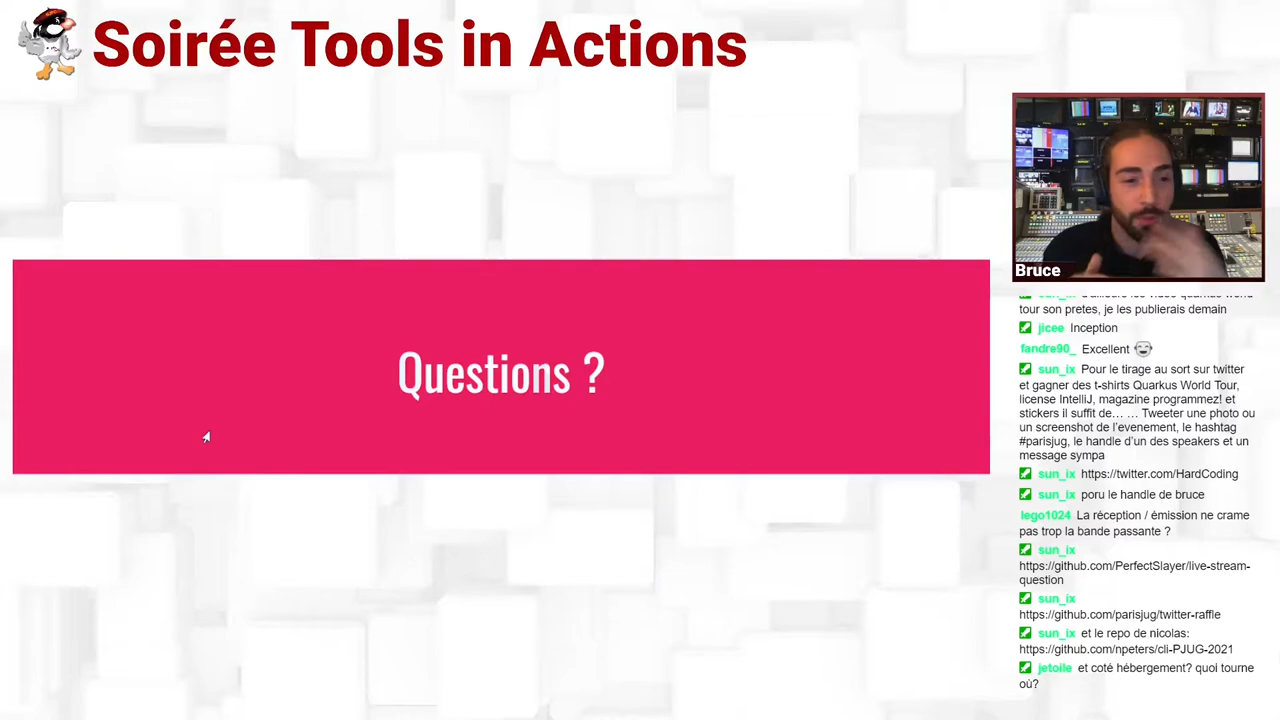 Soirée Tools in Actions
Bruce
Questions ?
tour son pretes, je les publierais demain
jicee Inception
fandre90_ Excellent
sun_ix Pour le tirage au sort sur twitter
et gagner des t-shirts Quarkus World Tour,
license IntelliJ, magazine programmez! et
stickers il suffit de… … Tweeter une photo ou
un screenshot de l'evenement, le hashtag
#parisjug, le handle d'un des speakers et un
message sympa
sun_ix https://twitter.com/HardCoding
sun_ix poru le handle de bruce
lego1024 La réception / émission ne crame
pas trop la bande passante ?
sun_ix
https://github.com/PerfectSlayer/live-stream-
question
sun_ix
https://github.com/parisjug/twitter-raffle
sun_ix et le repo de nicolas:
https://github.com/npeters/cli-PJUG-2021
jetoile et coté hébergement? quoi tourne
où?